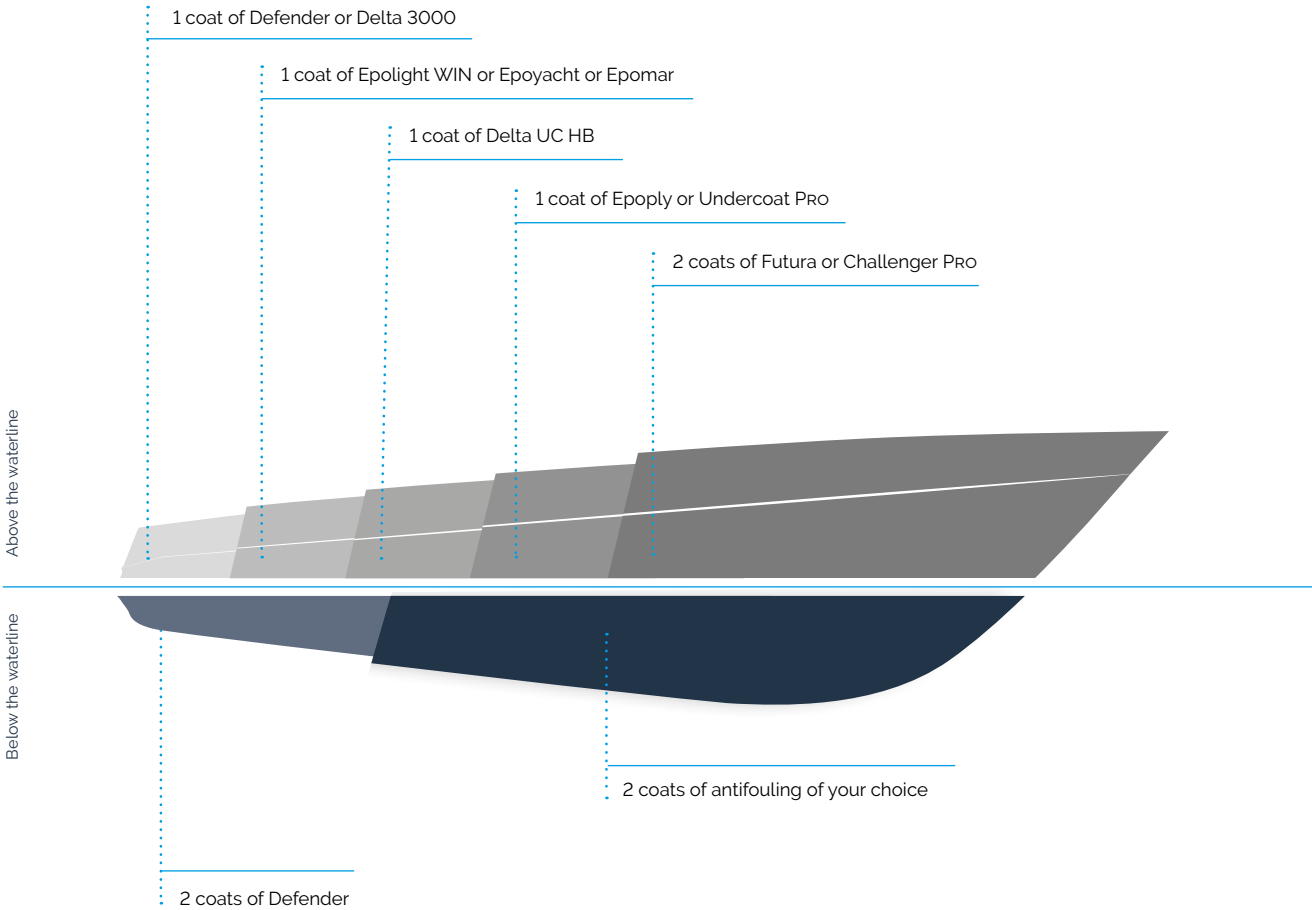 1 coat of Defender or Delta 3000
1 coat of Epolight WIN or Epoyacht or Epomar
1 coat of Delta UC HB
1 coat of Epoply or Undercoat PRO
2 coats of Futura or Challenger PRO
Above the waterline
Below the waterline
2 coats of antifouling of your choice
2 coats of Defender